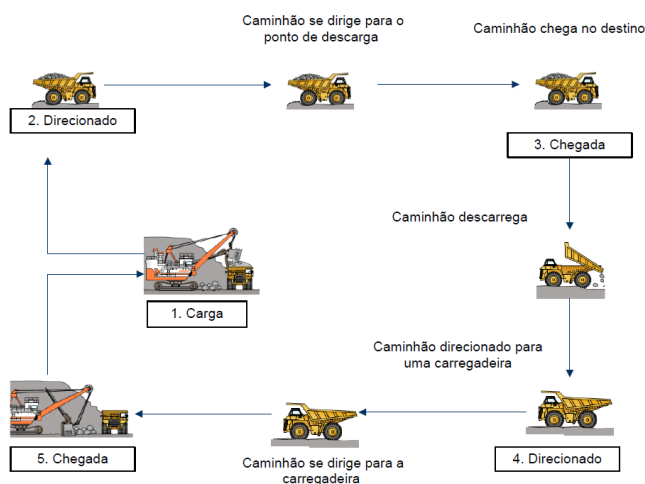 Caminhão se dirige para o
ponto de descarga
Caminhão chega no destino
2. Direcionado
3. Chegada
Caminhão descarrega
1. Carga
Caminhão direcionado para
uma carregadeira
5. Chegada
Caminhão se dirige para a
carregadeira
4. Direcionado